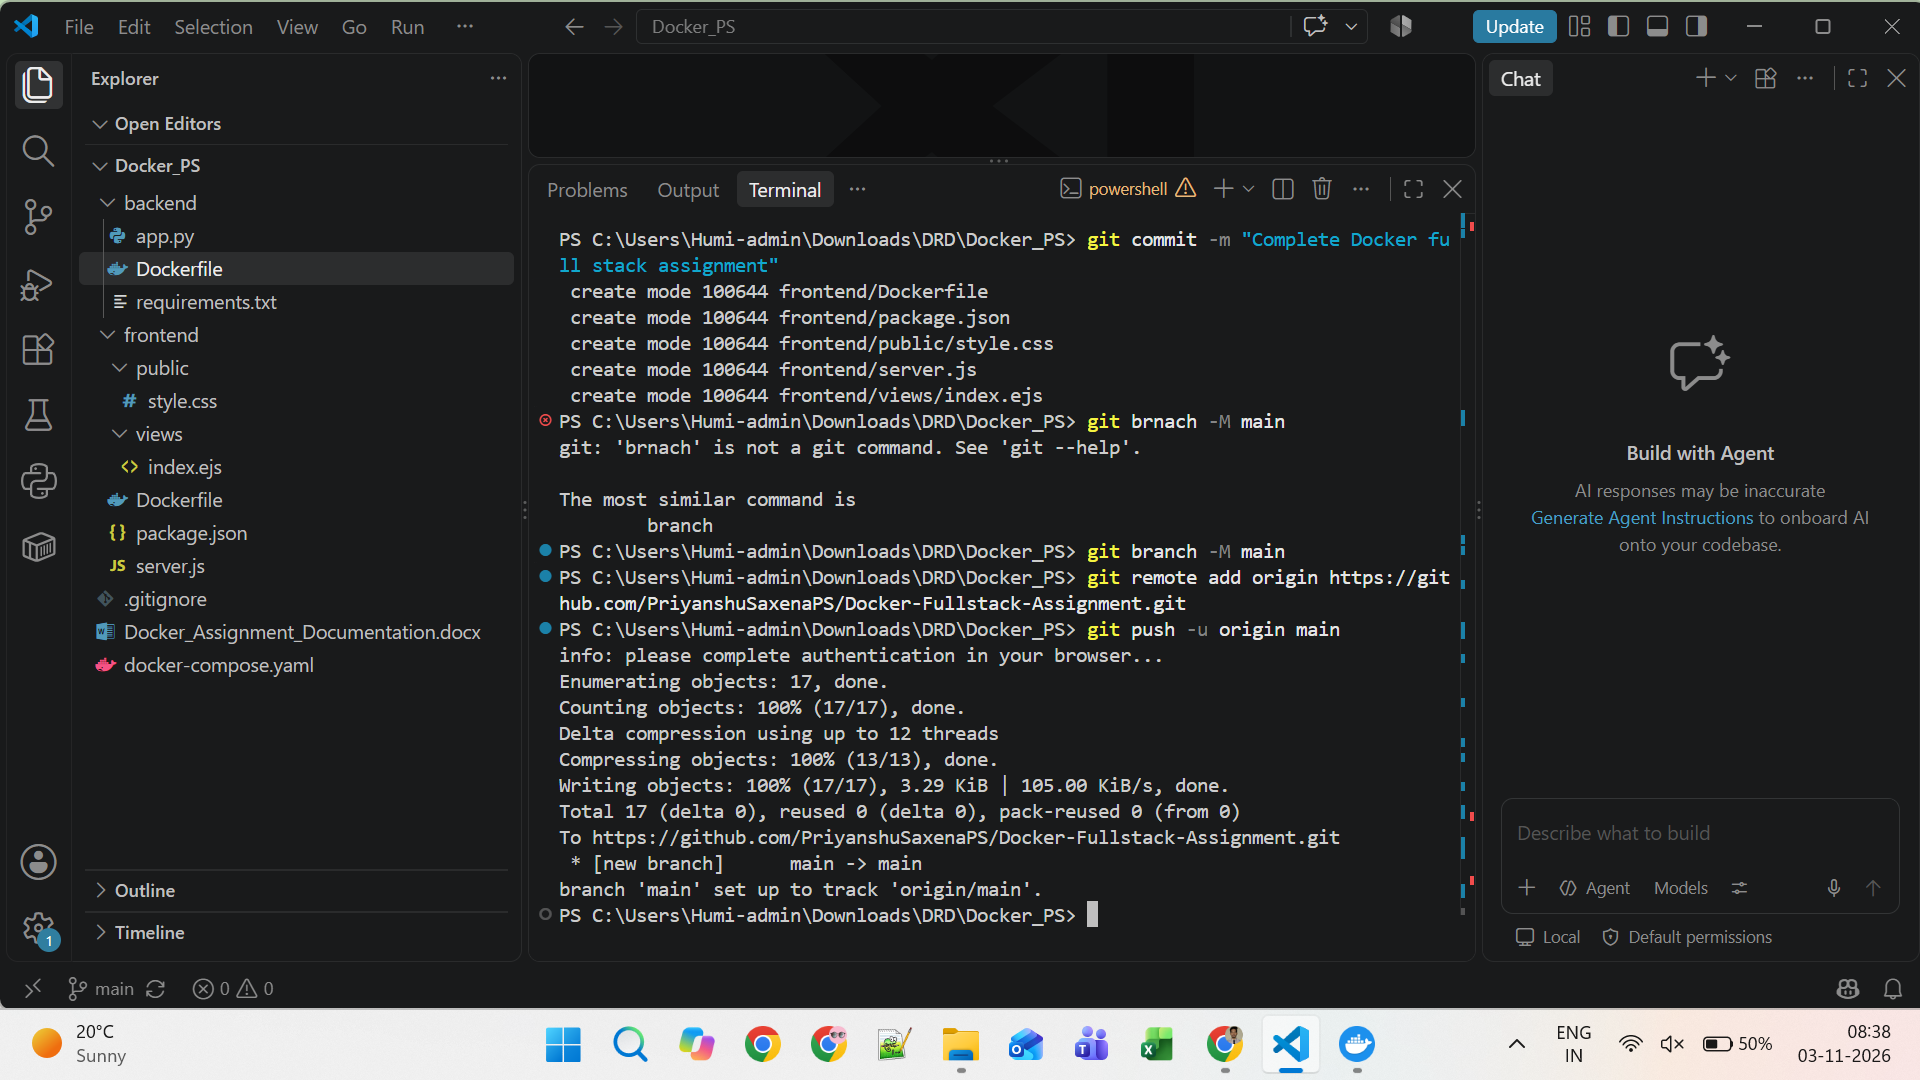 File Edit Selection View Go Run ···
Docker_PS
Update
Explorer
Open Editors
Docker_PS
backend
app.py
Dockerfile
requirements.txt
frontend
public
# style.css
views
<> index.ejs
Dockerfile
{} package.json
JS server.js
.gitignore
Docker_Assignment_Documentation.docx
docker-compose.yaml
Outline
Timeline
1
Problems Output Terminal ···
powershell
PS C:\Users\Humi-admin\Downloads\DRD\Docker_PS> git commit -m "Complete Docker fu
ll stack assignment"
create mode 100644 frontend/Dockerfile
create mode 100644 frontend/package.json
create mode 100644 frontend/public/style.css
create mode 100644 frontend/server.js
create mode 100644 frontend/views/index.ejs
PS C:\Users\Humi-admin\Downloads\DRD\Docker_PS> git brnach -M main
git: 'brnach' is not a git command. See 'git --help'.
The most similar command is
branch
PS C:\Users\Humi-admin\Downloads\DRD\Docker_PS> git branch -M main
PS C:\Users\Humi-admin\Downloads\DRD\Docker_PS> git remote add origin https://git
hub.com/PriyanshuSaxenaPS/Docker-Fullstack-Assignment.git
PS C:\Users\Humi-admin\Downloads\DRD\Docker_PS> git push -u origin main
info: please complete authentication in your browser...
Enumerating objects: 17, done.
Counting objects: 100% (17/17), done.
Delta compression using up to 12 threads
Compressing objects: 100% (13/13), done.
Writing objects: 100% (17/17), 3.29 KiB | 105.00 KiB/s, done.
Total 17 (delta 0), reused 0 (delta 0), pack-reused 0 (from 0)
To https://github.com/PriyanshuSaxenaPS/Docker-Fullstack-Assignment.git
* [new branch]      main -> main
branch 'main' set up to track 'origin/main'.
PS C:\Users\Humi-admin\Downloads\DRD\Docker_PS>
Chat
Build with Agent
AI responses may be inaccurate
Generate Agent Instructions to onboard AI
onto your codebase.
Describe what to build
Agent Models
Local Default permissions
main 0 0
20°C
Sunny
ENG
IN
50%
08:38
03-11-2026